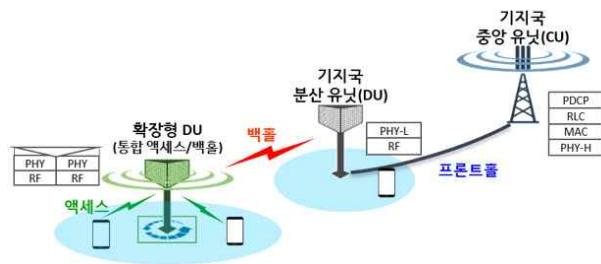 기지국
중앙 유닛(CU)
PDCP
RLC
MAC
PHY-H
기지국
분산 유닛(DU)
PHY-L
RF
프론트홀
백홀
확장형 DU
(통합 액세스/백홀)
PHY PHY
RF RF
액세스